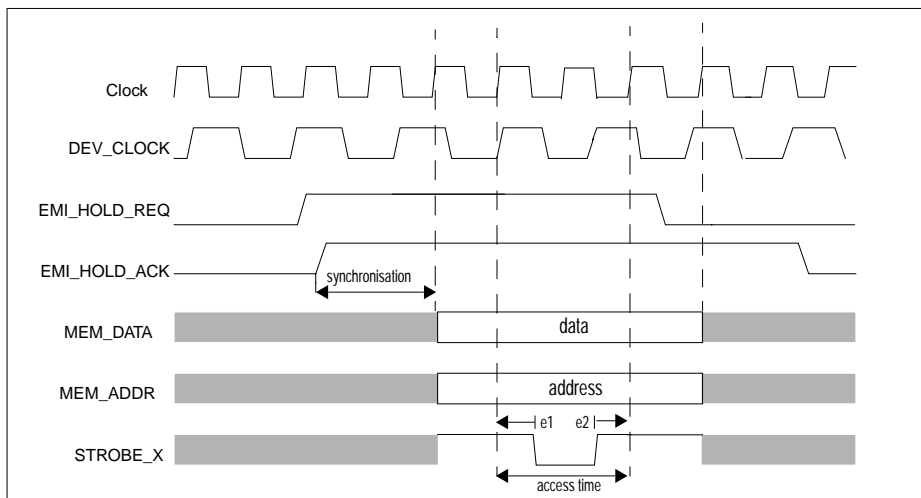 Clock
DEV_CLOCK
EMI_HOLD_REQ
EMI_HOLD_ACK
synchronisation
MEM_DATA
data
MEM_ADDR
address
e1
e2
STROBE_X
access time